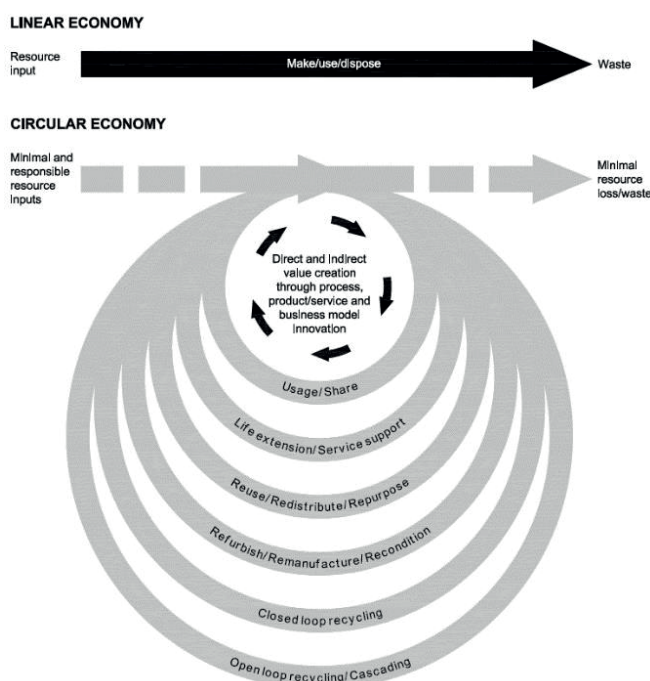 LINEAR ECONOMY
Resource
input
Make/use/dispose
Waste
CIRCULAR ECONOMY
Minimal and
responsible
resource
inputs
Minimal
resource
loss/waste
Direct and indirect
value creation
through process,
product/service and
business model
innovation
Usage/Share
Life extension/Service support
Reuse/Redistribute/Repurpose
Refurbish/Remanufacture/Recondition
Closed loop recycling
Open loop recycling/Cascading